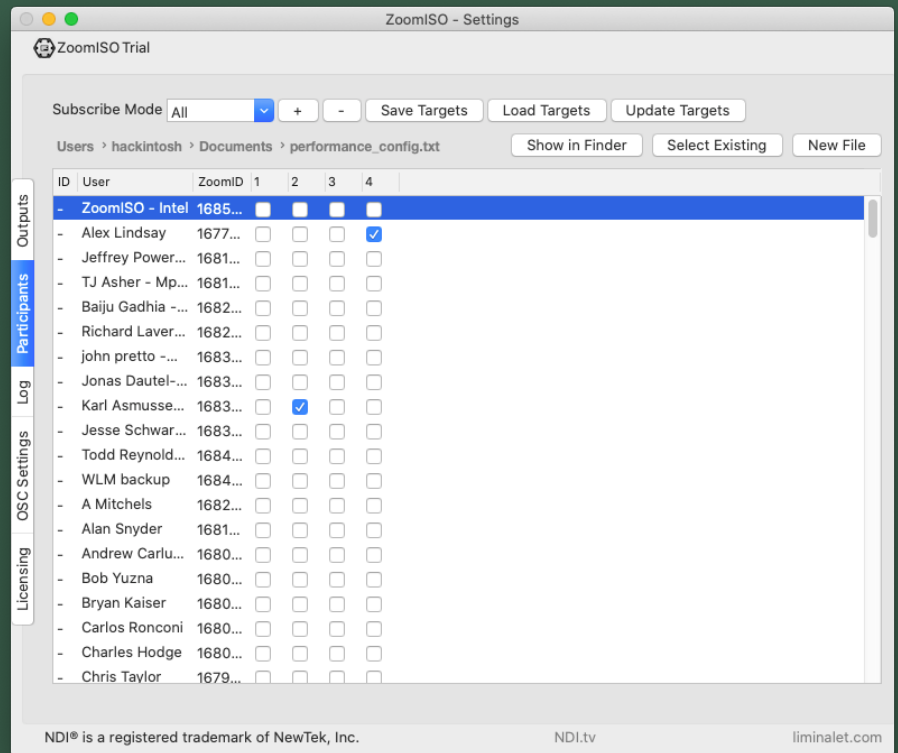 ZoomISO - Settings
ZoomISO Trial
Subscribe Mode All + - Save Targets Load Targets Update Targets
Users › hackintosh › Documents › performance_config.txt Show in Finder Select Existing New File
ID User ZoomID 1 2 3 4
- ZoomISO - Intel 1685...
- Alex Lindsay 1677...
- Jeffrey Power... 1681...
- TJ Asher - Mp... 1681...
- Baiju Gadhia -... 1682...
- Richard Laver... 1682...
- john pretto -... 1683...
- Jonas Dautel-... 1683...
- Karl Asmusse... 1683...
- Jesse Schwar... 1683...
- Todd Reynold... 1684...
- WLM backup 1684...
- A Mitchels 1682...
- Alan Snyder 1681...
- Andrew Carlu... 1680...
- Bob Yuzna 1680...
- Bryan Kaiser 1680...
- Carlos Ronconi 1680...
- Charles Hodge 1680...
- Chris Taylor 1679...
Outputs
Participants
Log
OSC Settings
Licensing
NDI® is a registered trademark of NewTek, Inc. NDI.tv liminalet.com